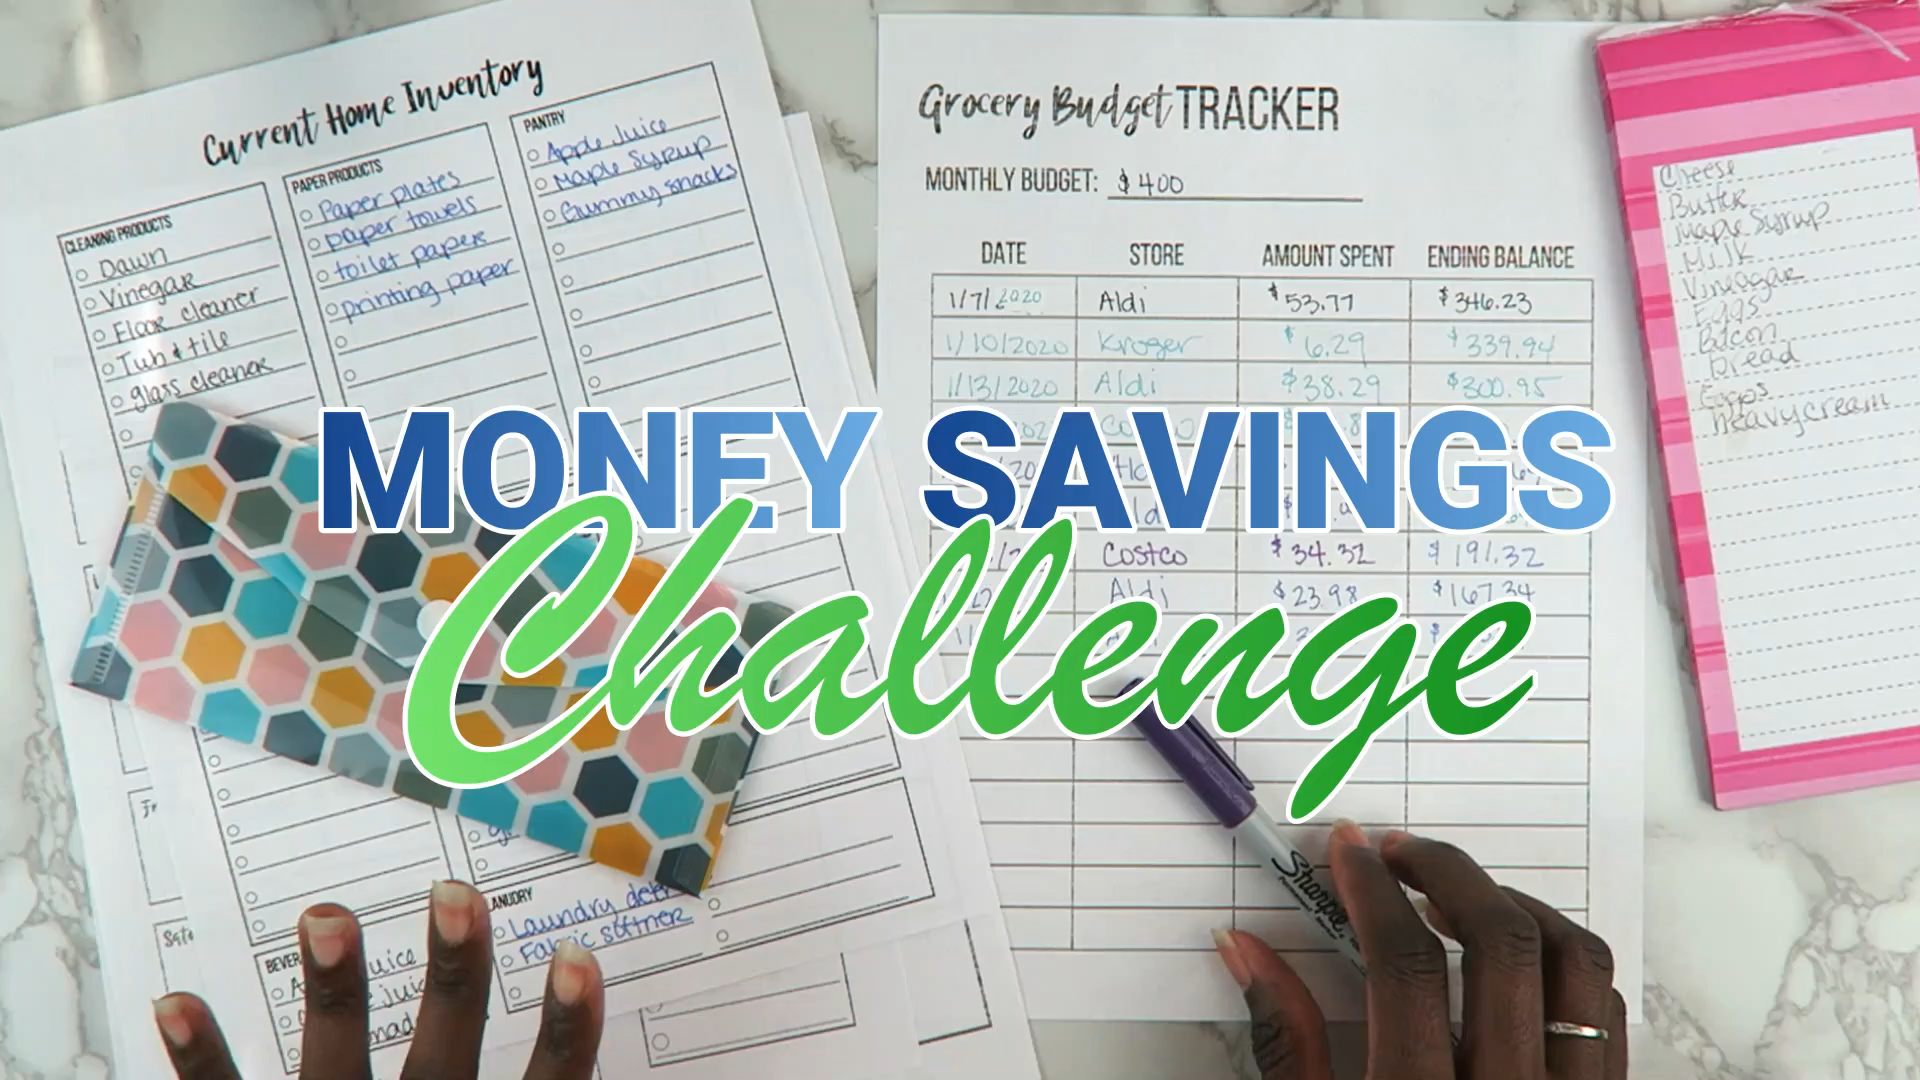 Current Home Inventory
CLEANING PRODUCTS
Dawn
Vinegar
Floor cleaner
Tub & tile
glass cleaner
PAPER PRODUCTS
Paper plates
paper towels
toilet papers
printing paper
PANTRY
Apple Juice
Maple Syrup
Gummy snacks
LANUDRY
Laundry
Fabric softner
Grocery Budget TRACKER
MONTHLY BUDGET: $400
DATE STORE AMOUNT SPENT ENDING BALANCE
1/7/2020 Aldi $53.77 $346.23
1/10/2020 Kroger $6.29 $339.94
1/13/2020 Aldi $38.29 $300.95
Costco $34.32 $191.32
Aldi $23.98 $167.34
Cheese
Butter
Maple Syrup
Milk
Vineagar
Eggs
Bacon
Bread
Heavy cream
MONEY SAVINGS
Challenge
Sharpie